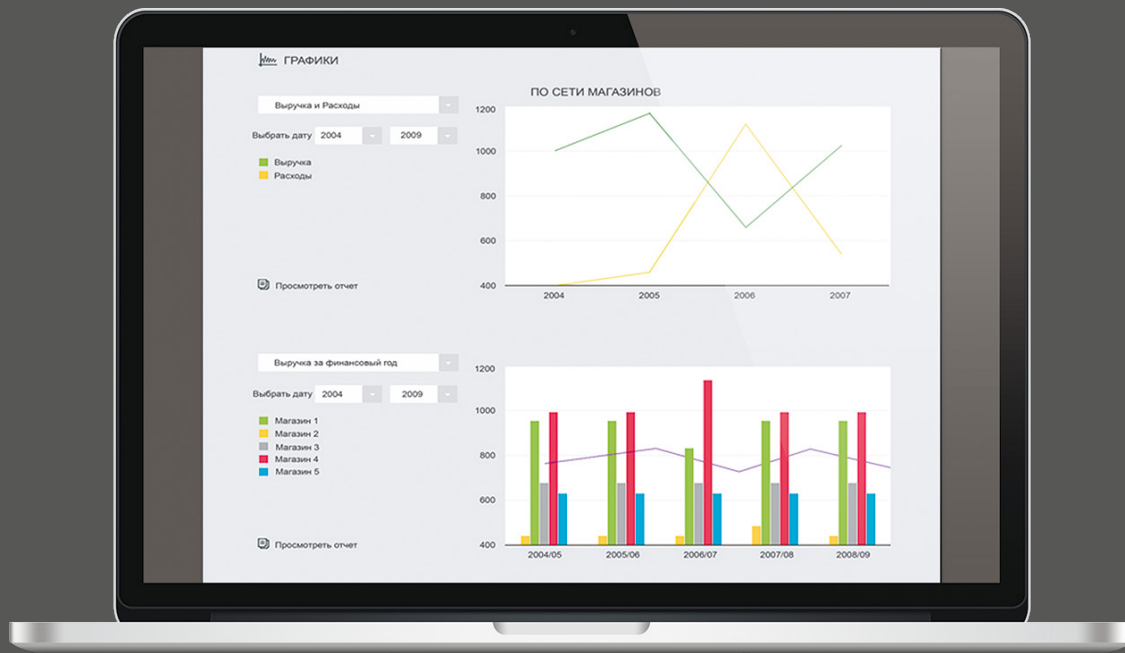 ГРАФИКИ
Выручка и Расходы
Выбрать дату 2004 2009
Выручка
Расходы
Просмотреть отчет
ПО СЕТИ МАГАЗИНОВ
1200
1000
800
600
400
2004 2005 2006 2007
Выручка за финансовый год
Выбрать дату 2004 2009
Магазин 1
Магазин 2
Магазин 3
Магазин 4
Магазин 5
Просмотреть отчет
1200
1000
800
600
400
2004/05 2005/06 2006/07 2007/08 2008/09